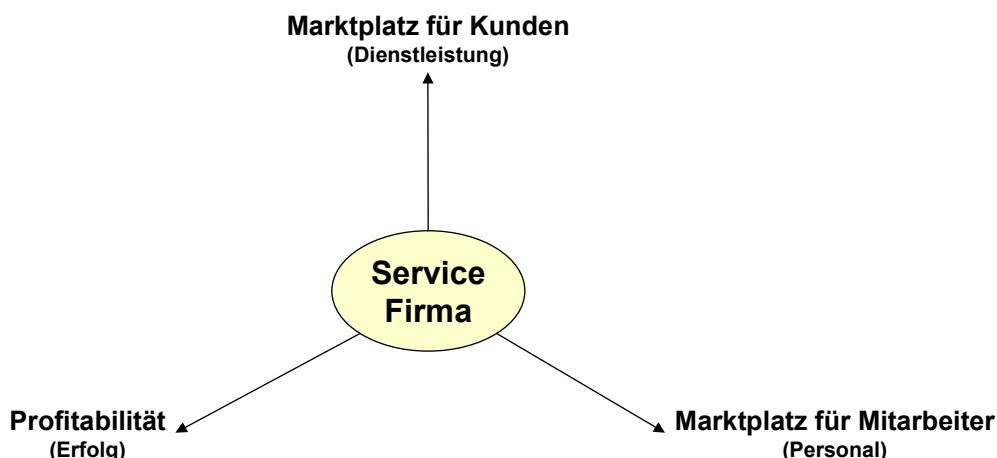 Marktplatz für Kunden
(Dienstleistung)
Service
Firma
Profitabilität
(Erfolg)
Marktplatz für Mitarbeiter
(Personal)